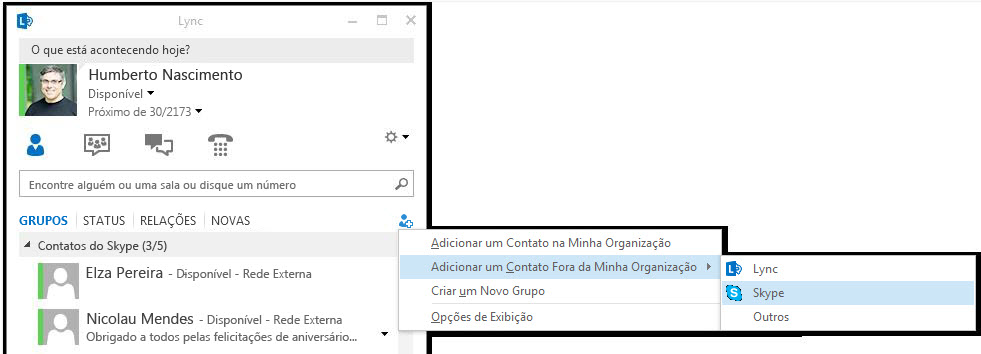 Lync
O que está acontecendo hoje?
Humberto Nascimento
Disponível
Próximo de 30/2173
Encontre alguém ou uma sala ou disque um número
GRUPOS STATUS RELAÇÕES NOVAS
Contatos do Skype (3/5)
Elza Pereira - Disponível - Rede Externa
Nicolau Mendes - Disponível - Rede Externa
Obrigado a todos pelas felicitações de aniversário...
Adicionar um Contato na Minha Organização
Adicionar um Contato Fora da Minha Organização
Criar um Novo Grupo
Opções de Exibição
Lync
Skype
Outros